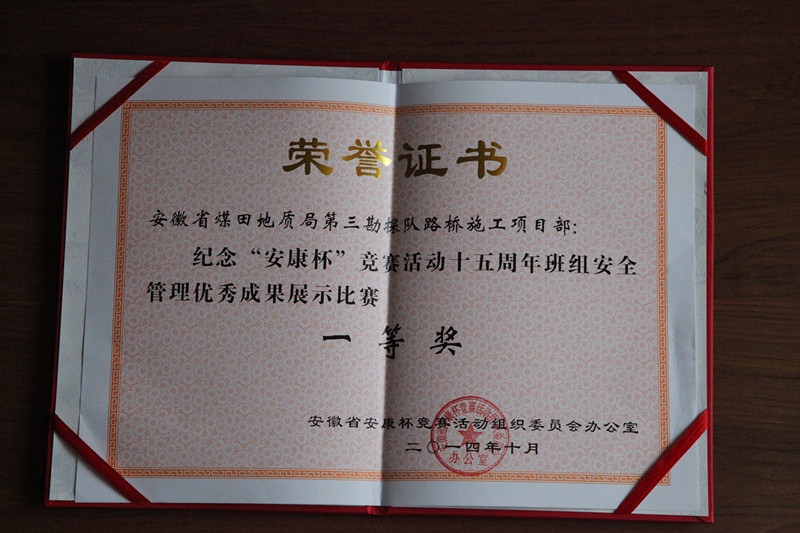 荣誉证书
安徽省煤田地质局第三勘探队路桥施工项目部:
纪念“安康杯”竞赛活动十五周年班组安全
管理优秀成果展示比赛
一等奖
安徽省安康杯竞赛活动组织委员会办公室
二〇一四年十月
办公室